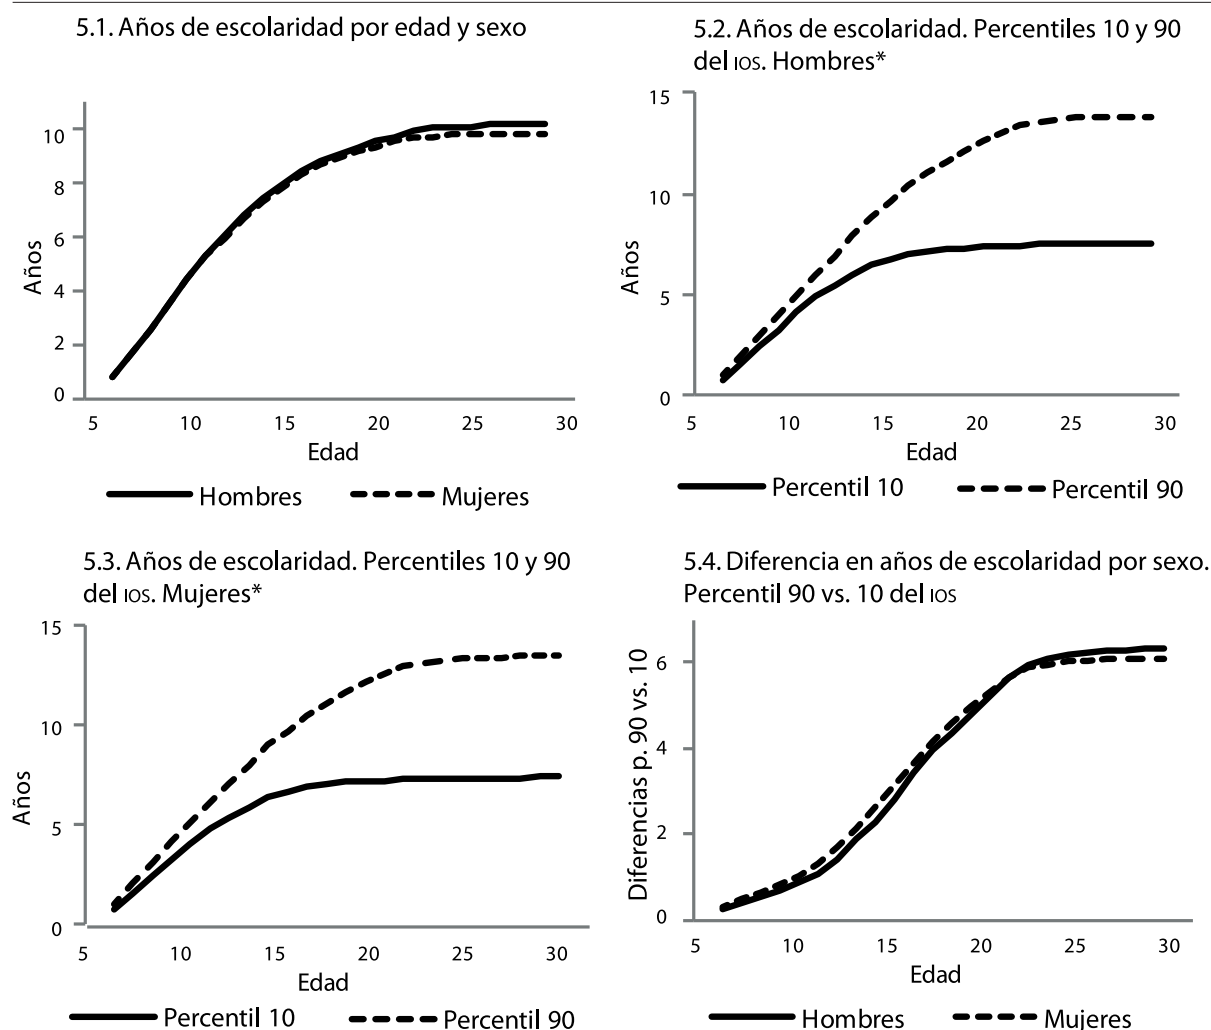 5.1. Años de escolaridad por edad y sexo
Años
10
8
6
4
2
0
5 10 15 20 25 30
Edad
Hombres Mujeres
5.2. Años de escolaridad. Percentiles 10 y 90
del IOS. Hombres*
Años
15
10
5
0
5 10 15 20 25 30
Edad
Percentil 10 Percentil 90
5.3. Años de escolaridad. Percentiles 10 y 90
del IOS. Mujeres*
Años
15
10
5
0
5 10 15 20 25 30
Edad
Percentil 10 Percentil 90
5.4. Diferencia en años de escolaridad por sexo.
Percentil 90 vs. 10 del IOS
Diferencias p. 90 vs. 10
6
4
2
0
5 10 15 20 25 30
Edad
Hombres Mujeres